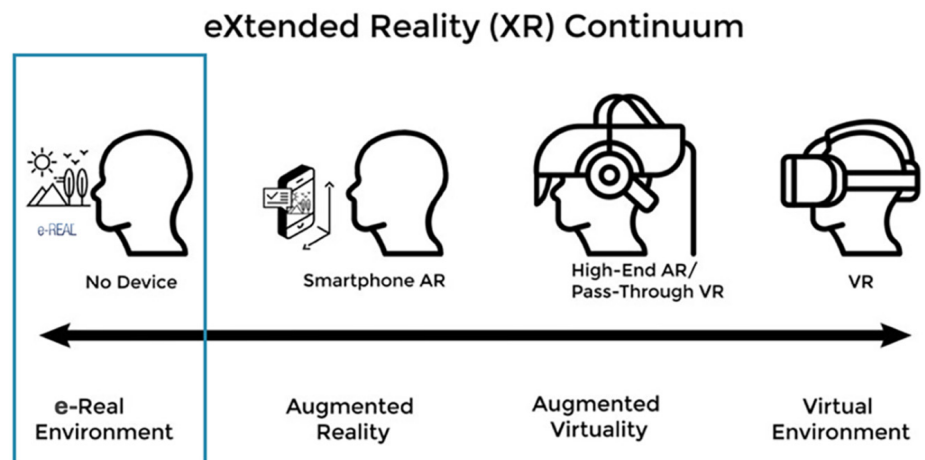 eXtended Reality (XR) Continuum
e-REAL
No Device
Smartphone AR
High-End AR/
Pass-Through VR
VR
e-Real
Environment
Augmented
Reality
Augmented
Virtuality
Virtual
Environment